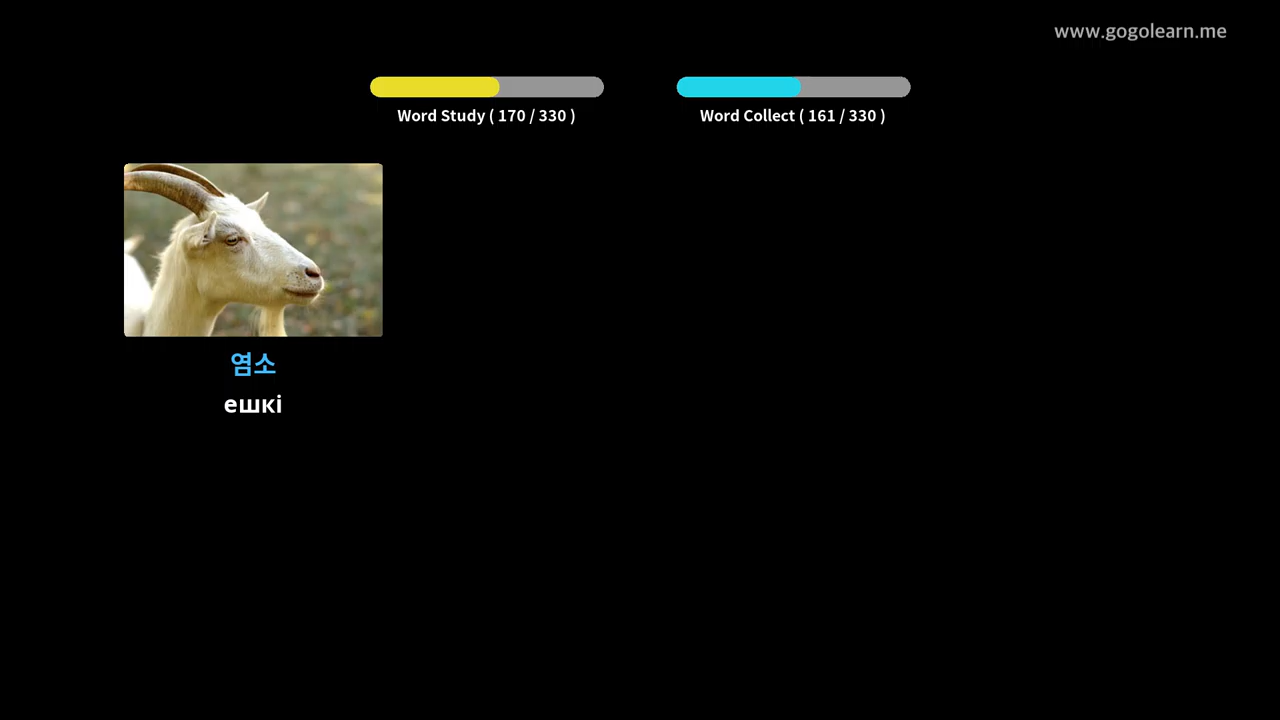 www.gogolearn.me
Word Study ( 170 / 330 )
Word Collect ( 161 / 330 )
염소
ешкі